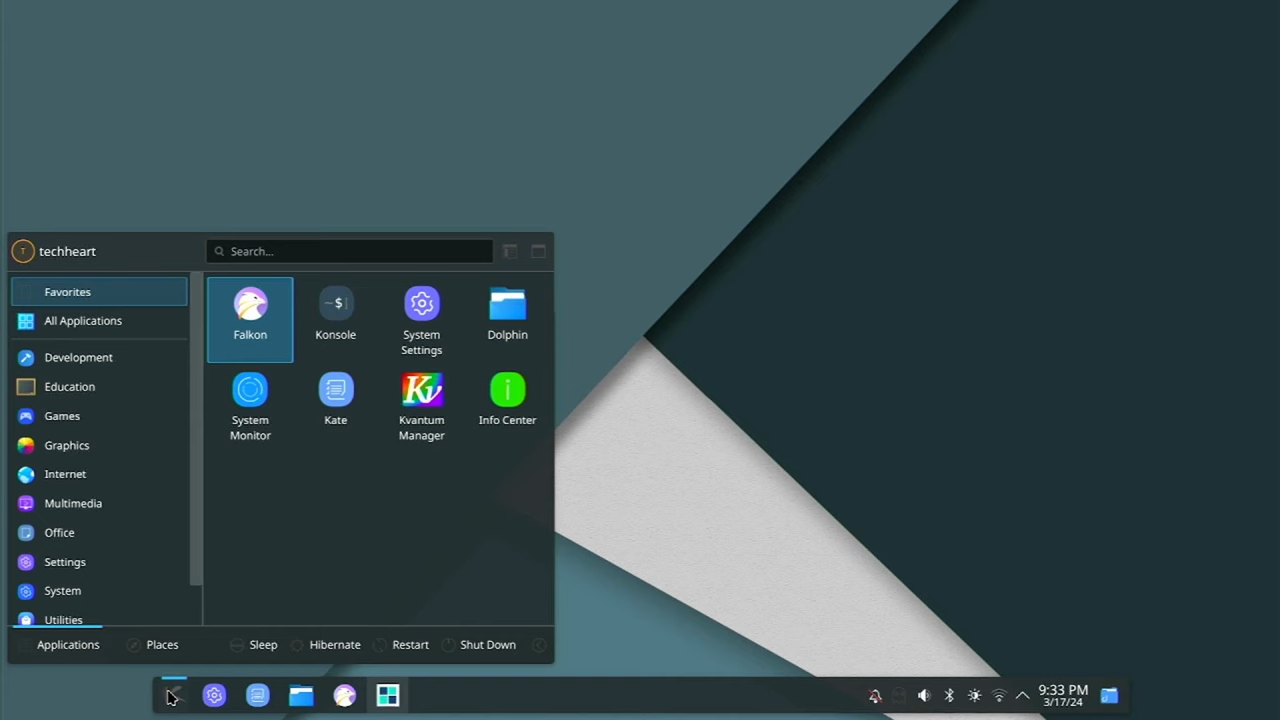 techheart
Search...
Favorites
All Applications
Development
Education
Games
Graphics
Internet
Multimedia
Office
Settings
System
Utilities
Falkon
Konsole
~$|
System
Settings
Dolphin
System
Monitor
Kate
Kv
Kvantum
Manager
Info Center
Applications
Places
Sleep
Hibernate
Restart
Shut Down
9:33 PM
3/17/24